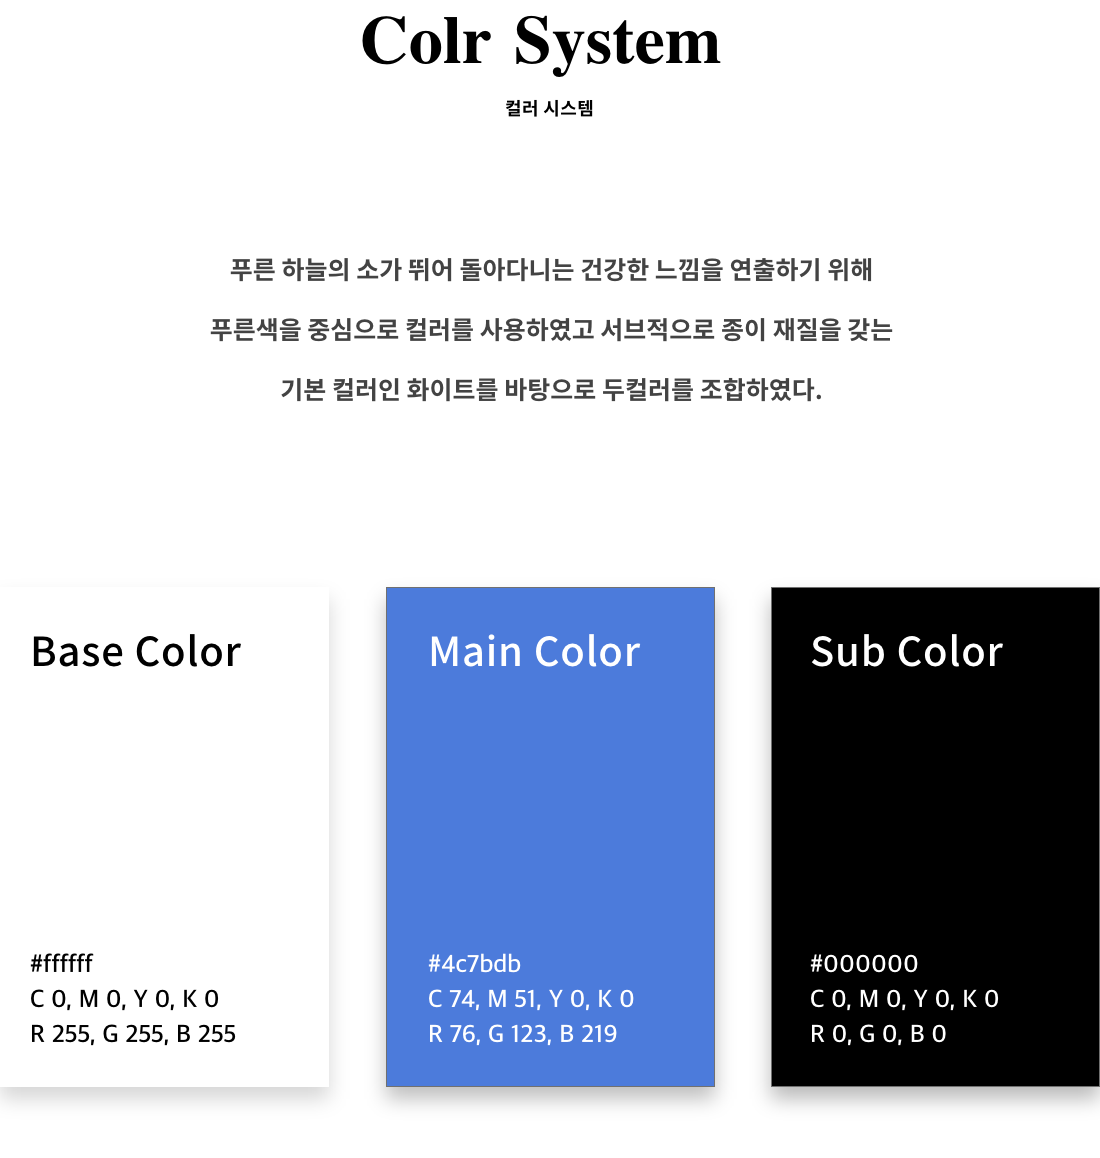 Colr System
컬러 시스템
푸른 하늘의 소가 뛰어 돌아다니는 건강한 느낌을 연출하기 위해
푸른색을 중심으로 컬러를 사용하였고 서브적으로 종이 재질을 갖는
기본 컬러인 화이트를 바탕으로 두컬러를 조합하였다.
Base Color
#ffffff
C 0, M 0, Y 0, K 0
R 255, G 255, B 255
Main Color
#4c7bdb
C 74, M 51, Y 0, K 0
R 76, G 123, B 219
Sub Color
#000000
C 0, M 0, Y 0, K 0
R 0, G 0, B 0